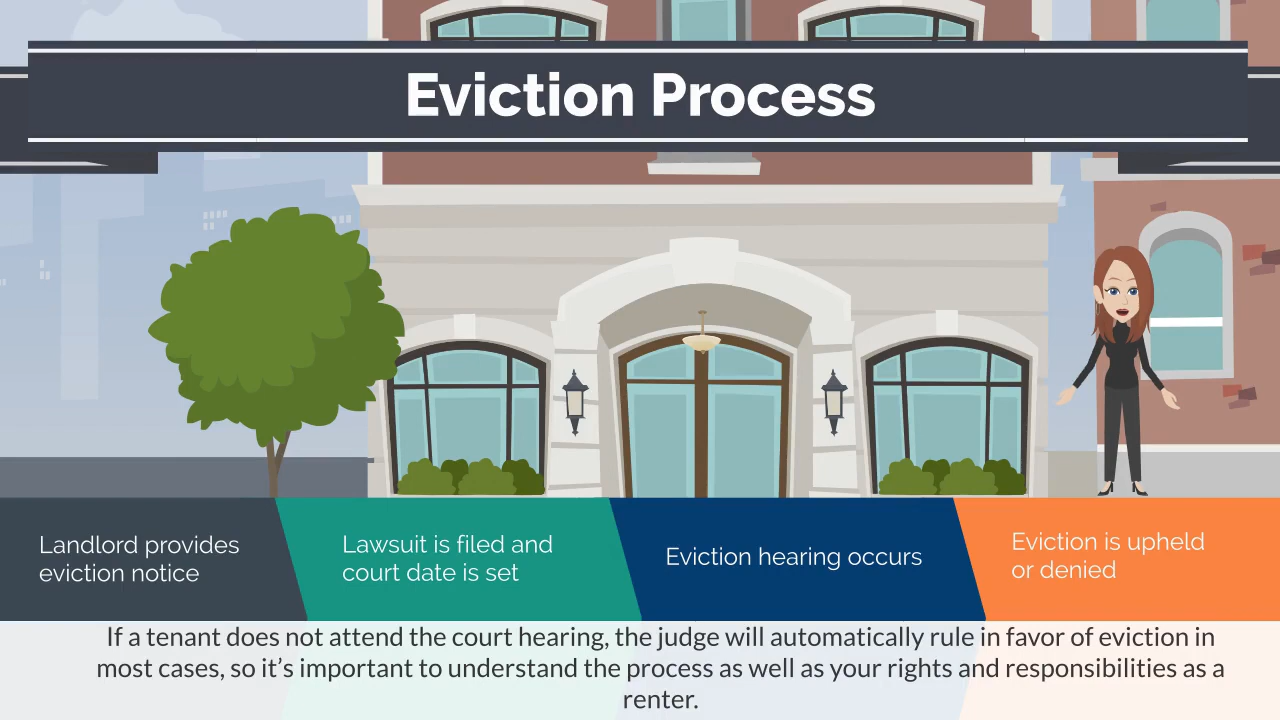 Eviction Process
Landlord provides
eviction notice
Lawsuit is filed and
court date is set
Eviction hearing occurs
Eviction is upheld
or denied
If a tenant does not attend the court hearing, the judge will automatically rule in favor of eviction in
most cases, so it’s important to understand the process as well as your rights and responsibilities as a
renter.